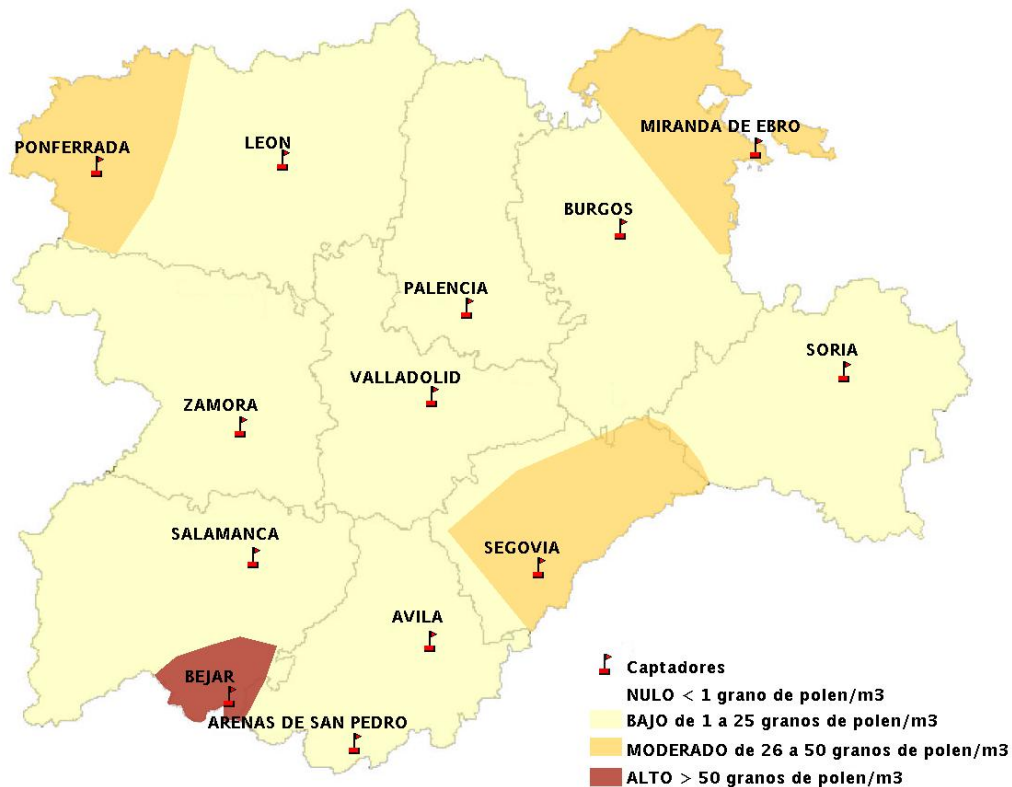 MIRANDA DE EBRO
PONFERRADA
LEON
BURGOS
PALENCIA
SORIA
VALLADOLID
ZAMORA
SALAMANCA
SEGOVIA
AVILA
BEJAR
ARENAS DE SAN PEDRO
Captadores
NULO < 1 grano de polen/m3
BAJO de 1 a 25 granos de polen/m3
MODERADO de 26 a 50 granos de polen/m3
ALTO > 50 granos de polen/m3